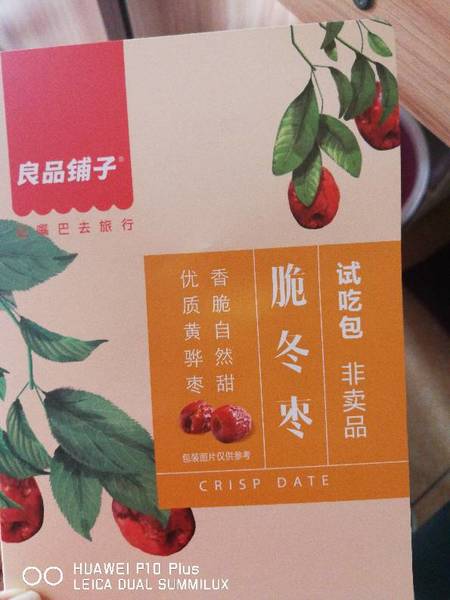 良品铺子®
让嘴巴去旅行
试吃包 非卖品
脆冬枣
香脆自然甜
优质黄骅枣
包装图片仅供参考
CRISP DATE
HUAWEI P10 Plus
LEICA DUAL SUMMILUX